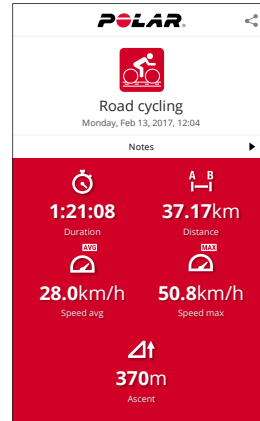 POLAR.
Road cycling
Monday, Feb 13, 2017, 12:04
Notes
A B
1:21:08 37.17km
Duration Distance
AVG MAX
28.0km/h 50.8km/h
Speed avg Speed max
370m
Ascent